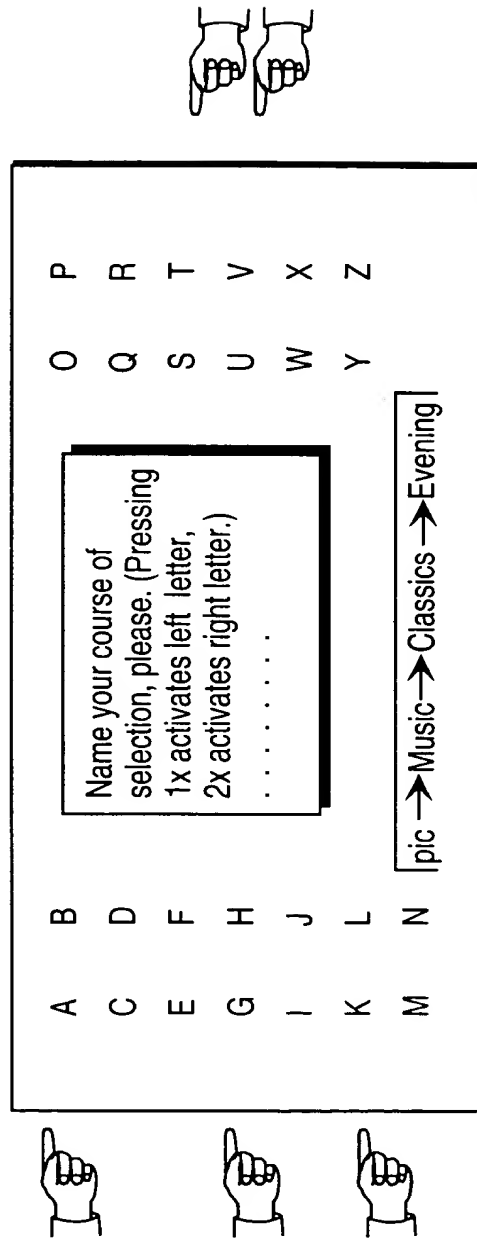 A B O P
C D Q R
E F S T
G H U V
I J W X
K L Y Z
M N
Name your course of
selection, please. (Pressing
1x activates left letter,
2x activates right letter.)
. . . . . . . . .
pic → Music → Classics → Evening